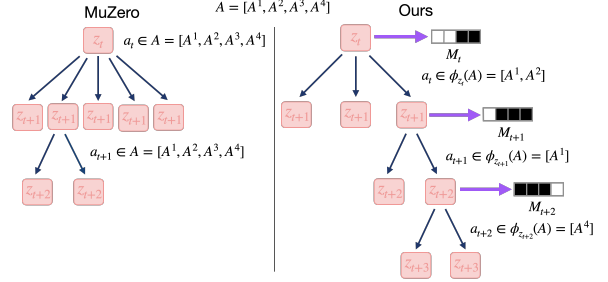 A = [A¹, A², A³, A⁴]
MuZero
Ours
z_t
a_t ∈ A = [A¹, A², A³, A⁴]
z_{t+1} z_{t+1} z_{t+1} z_{t+1} z_{t+1}
a_{t+1} ∈ A = [A¹, A², A³, A⁴]
z_{t+2} z_{t+2}
z_t
M_t
a_t ∈ ϕ_{z_t}(A) = [A¹, A²]
z_{t+1} z_{t+1} z_{t+1}
M_{t+1}
a_{t+1} ∈ ϕ_{z_{t+1}}(A) = [A¹]
z_{t+2} z_{t+2}
M_{t+2}
a_{t+2} ∈ ϕ_{z_{t+2}}(A) = [A⁴]
z_{t+3} z_{t+3}